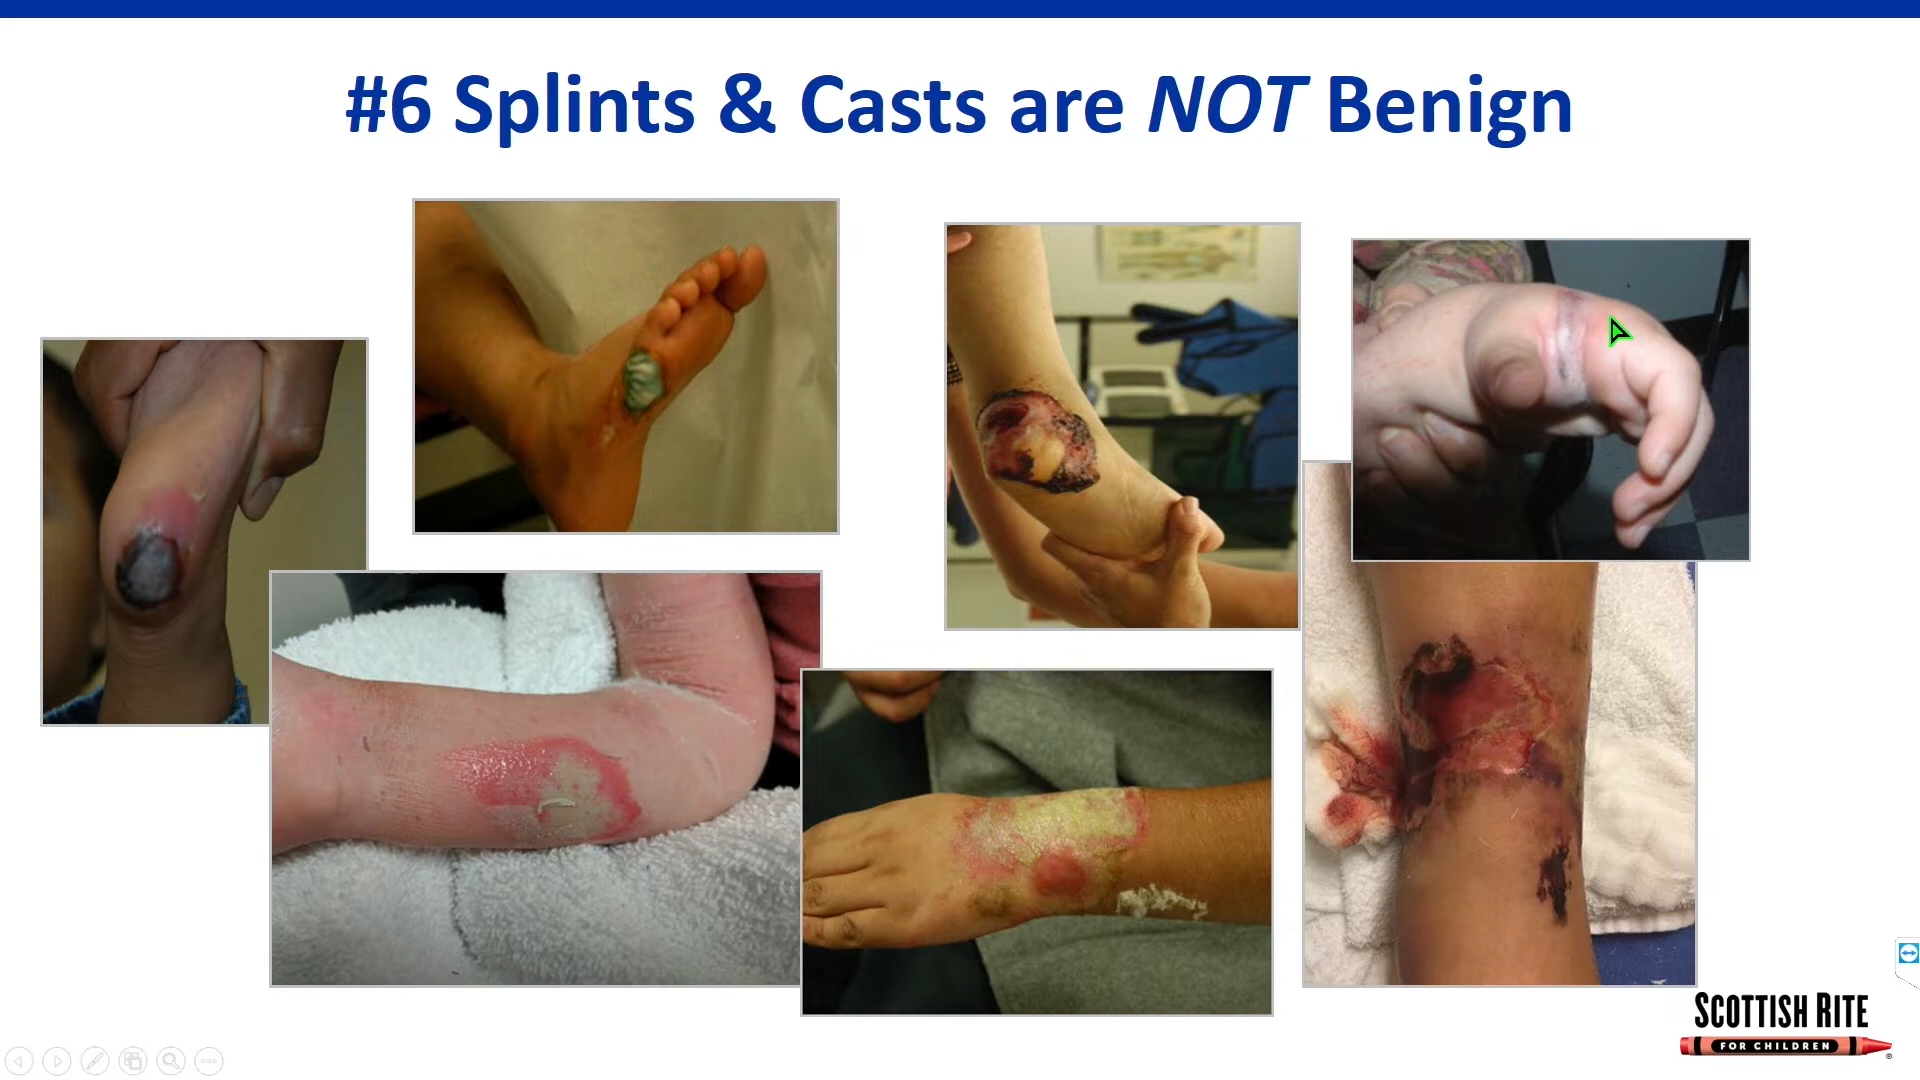 #6 Splints & Casts are NOT Benign
SCOTTISH RITE
FOR CHILDREN
®